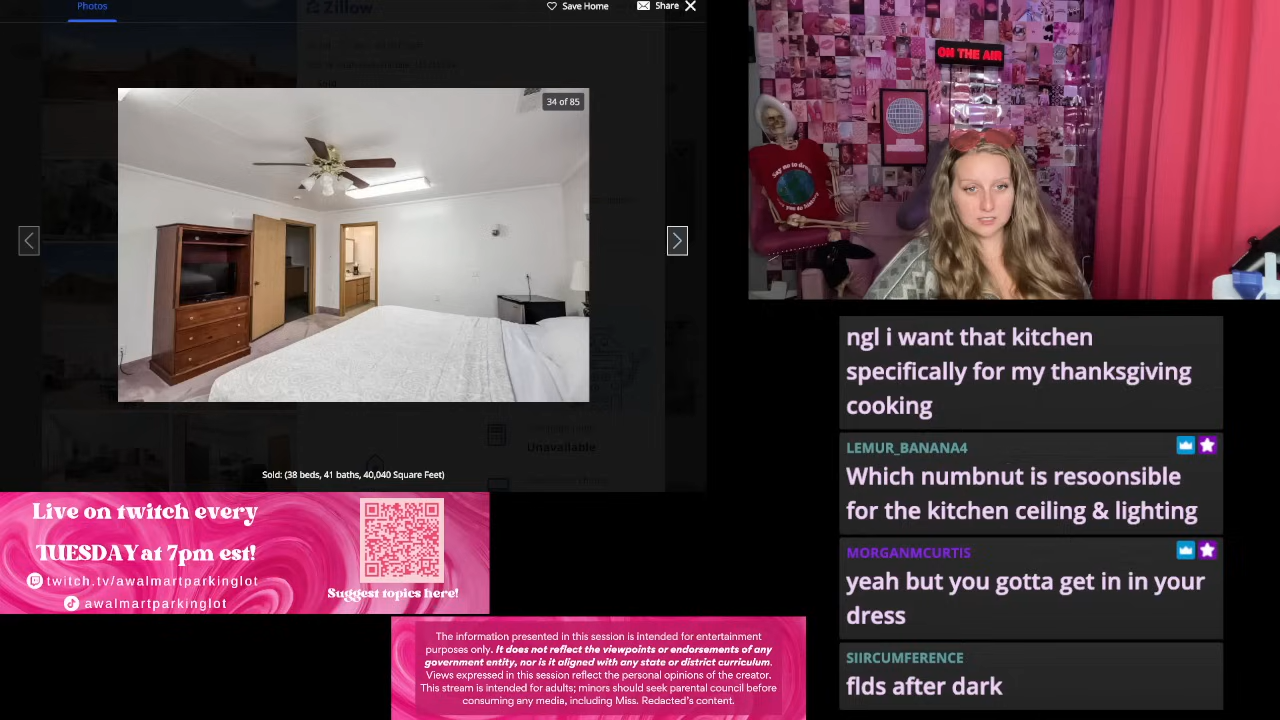 Photos
Zillow
Save Home
Share
34 of 85
Unavailable
Sold: (38 beds, 41 baths, 40,040 Square Feet)
ON THE AIR
Say no to drugs
ngl i want that kitchen
specifically for my thanksgiving
cooking
LEMUR_BANANA4
Which numbnut is resoonsible
for the kitchen ceiling & lighting
MORGANMCURTIS
yeah but you gotta get in in your
dress
SIIRCUMFERENCE
flds after dark
Live on twitch every
TUESDAY at 7pm est!
twitch.tv/awalmartparkinglot
awalmartparkinglot
Suggest topics here!
The information presented in this session is intended for entertainment
purposes only. It does not reflect the viewpoints or endorsements of any
government entity, nor is it aligned with any state or district curriculum.
Views expressed in this session reflect the personal opinions of the creator.
This stream is intended for adults; minors should seek parental council before
consuming any media, including Miss. Redacted's content.